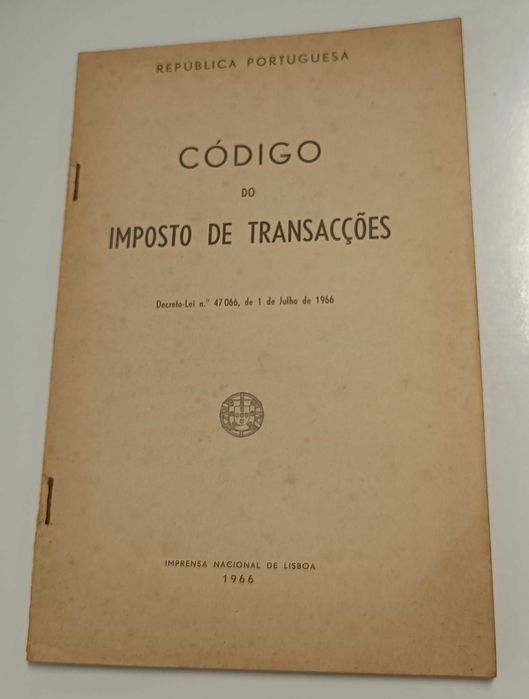 REPÚBLICA PORTUGUESA
CÓDIGO
DO
IMPOSTO DE TRANSACÇÕES
Decreto-Lei n.º 47 066, de 1 de Julho de 1966
IMPRENSA NACIONAL DE LISBOA
1966